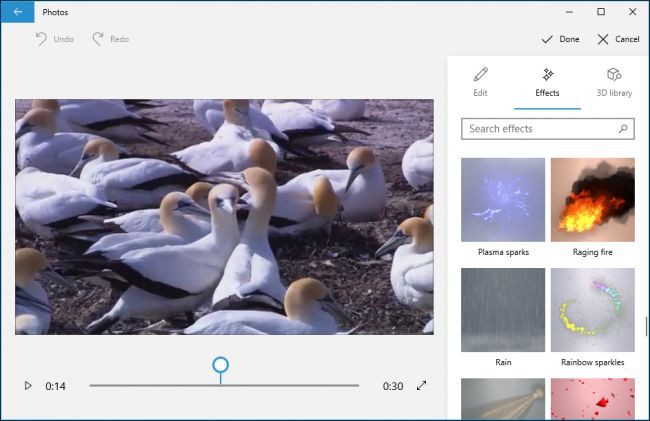 Photos
Undo Redo Done Cancel
Edit Effects 3D library
Search effects
Plasma sparks Raging fire
Rain Rainbow sparkles
0:14 0:30